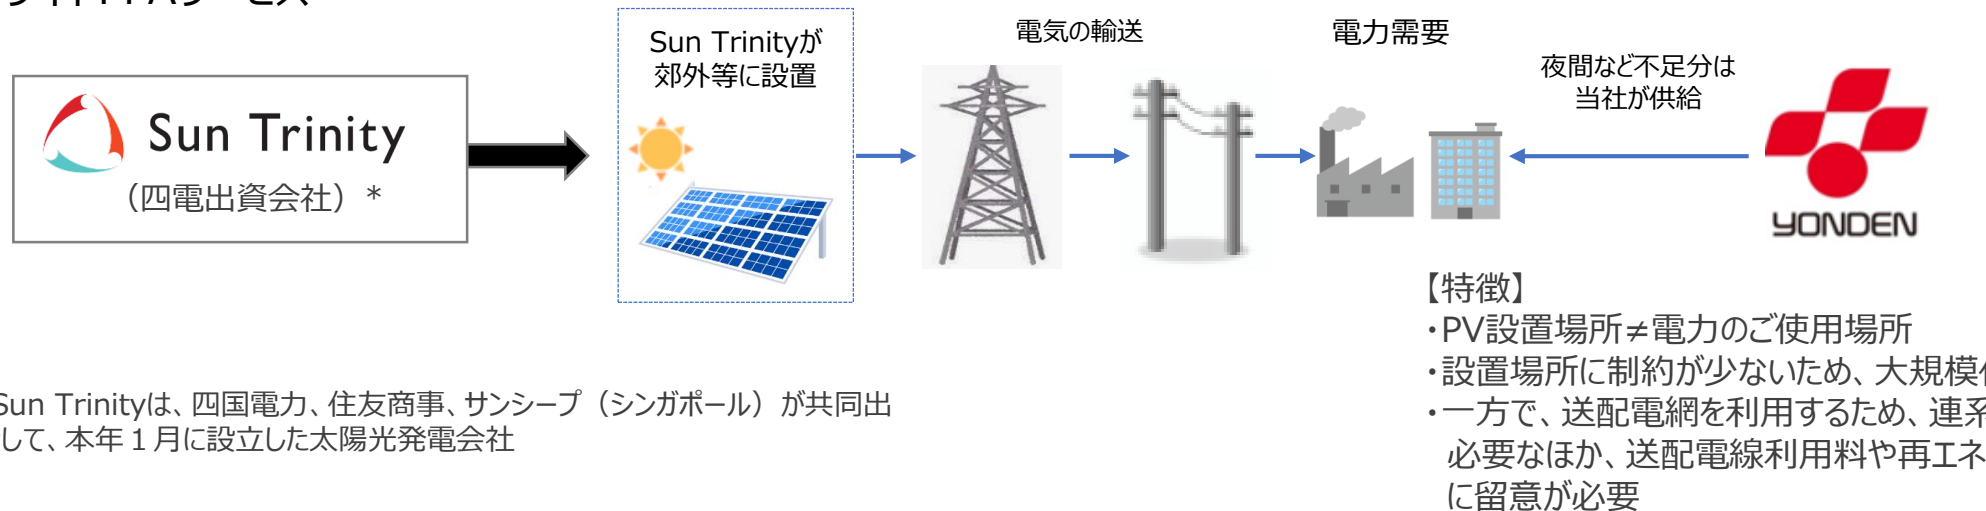 Sun Trinityが
郊外等に設置
電気の輸送
電力需要
夜間など不足分は
当社が供給
Sun Trinity
（四電出資会社）*
YONDEN
【特徴】
・PV設置場所≠電力のご使用場所
・設置場所に制約が少ないため、大規模
・一方で、送配電網を利用するため、連系
必要なほか、送配電線利用料や再エネ
に留意が必要
Sun Trinityは、四国電力、住友商事、サンシープ（シンガポール）が共同出
して、本年１月に設立した太陽光発電会社